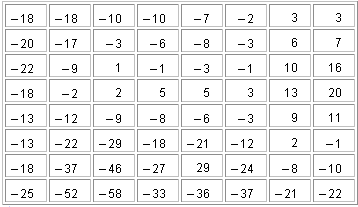 −18 −18 −10 −10 −7 −2 3 3
−20 −17 −3 −6 −8 −3 6 7
−22 −9 1 −1 −3 −1 10 16
−18 −2 2 5 5 3 13 20
−13 −12 −9 −8 −6 −3 9 11
−13 −22 −29 −18 −21 −12 2 −1
−18 −37 −46 −27 29 −24 −8 −10
−25 −52 −58 −33 −36 −37 −21 −22